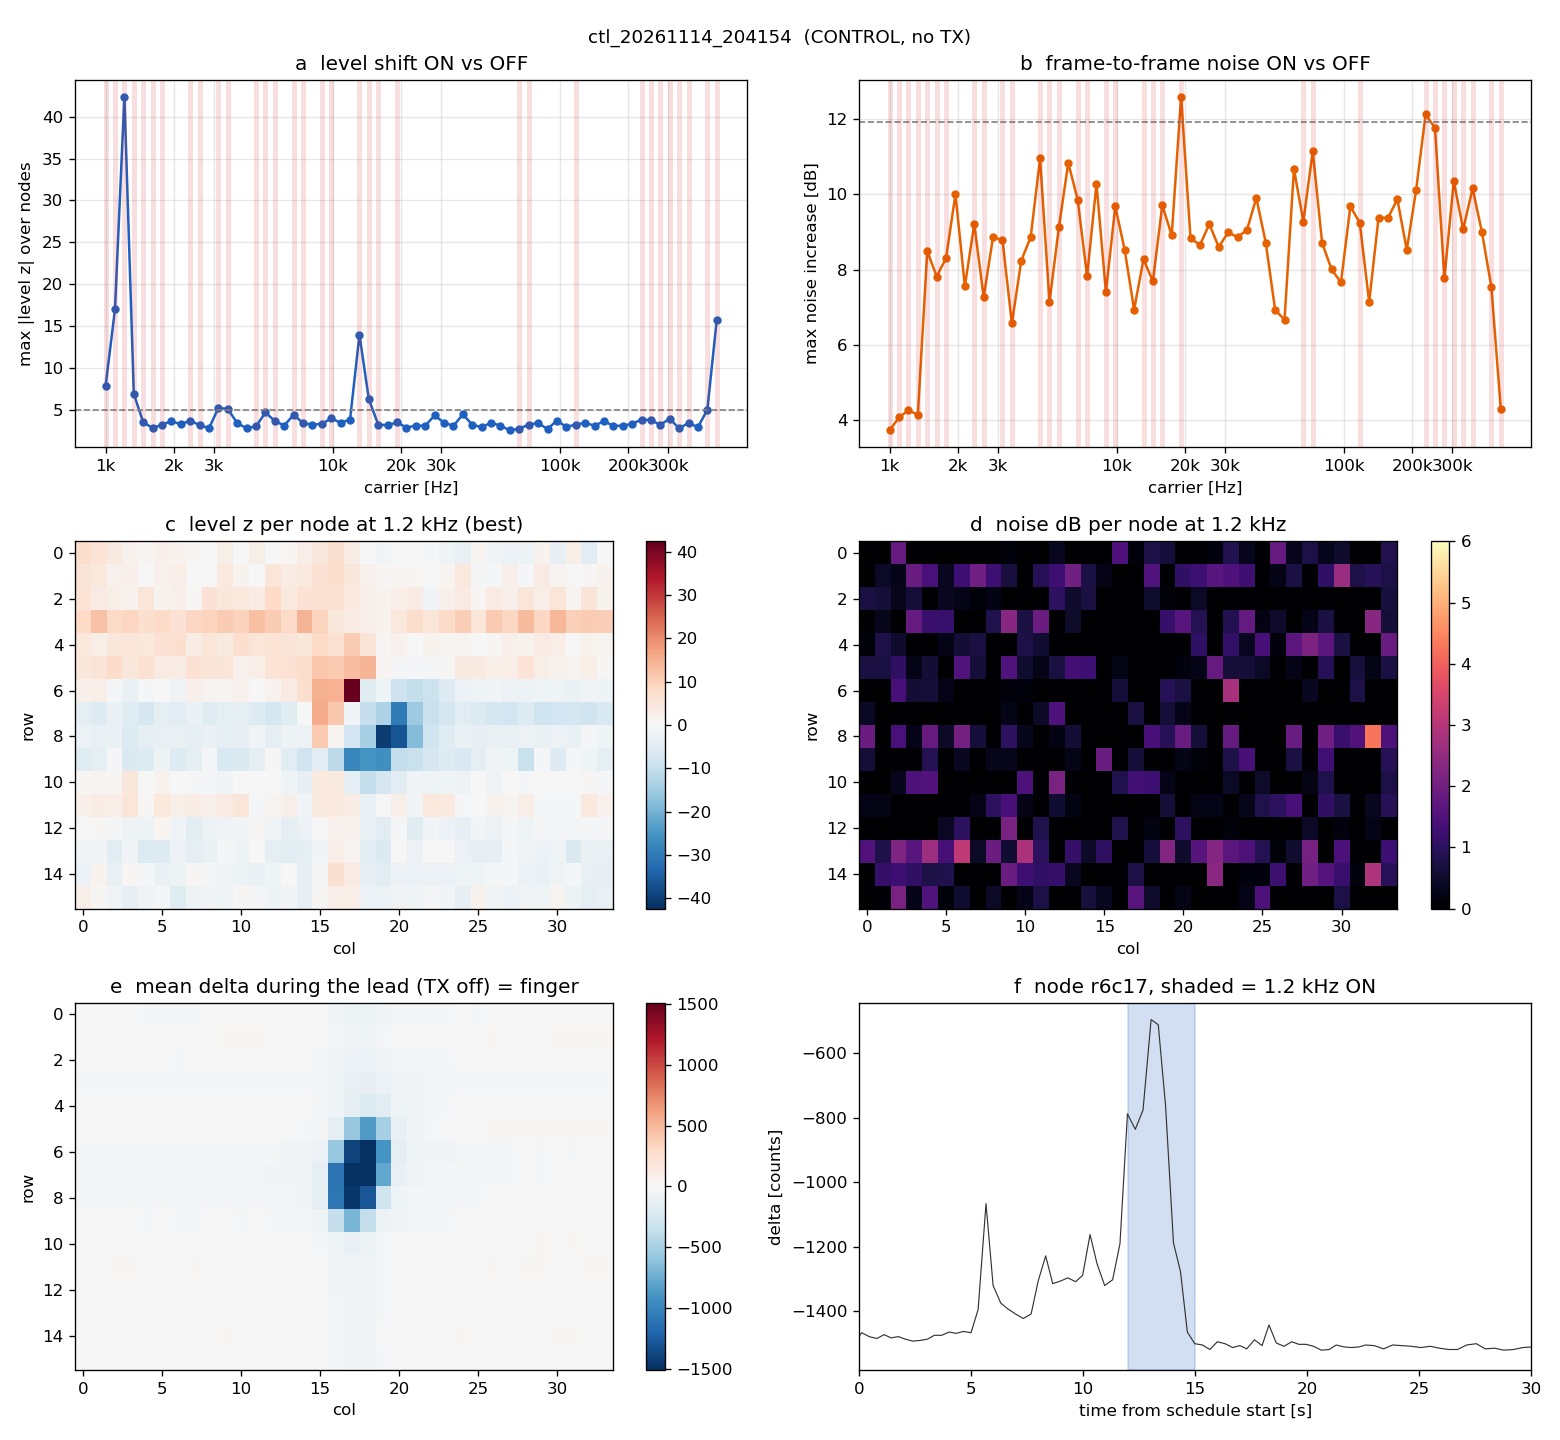 ctl_20261114_204154  (CONTROL, no TX)
a  level shift ON vs OFF
max |level z| over nodes
40
35
30
25
20
15
10
5
1k 2k 3k 10k 20k 30k 100k 200k 300k
carrier [Hz]
b  frame-to-frame noise ON vs OFF
max noise increase [dB]
12
10
8
6
4
1k 2k 3k 10k 20k 30k 100k 200k 300k
carrier [Hz]
c  level z per node at 1.2 kHz (best)
row
0
2
4
6
8
10
12
14
0 5 10 15 20 25 30
col
40
30
20
10
0
−10
−20
−30
−40
d  noise dB per node at 1.2 kHz
row
0
2
4
6
8
10
12
14
0 5 10 15 20 25 30
col
6
5
4
3
2
1
0
e  mean delta during the lead (TX off) = finger
row
0
2
4
6
8
10
12
14
0 5 10 15 20 25 30
col
1500
1000
500
0
−500
−1000
−1500
f  node r6c17, shaded = 1.2 kHz ON
delta [counts]
−600
−800
−1000
−1200
−1400
0 5 10 15 20 25 30
time from schedule start [s]